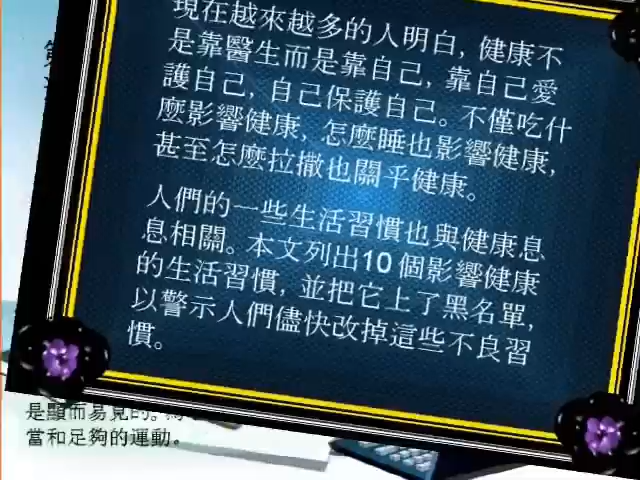 現在越來越多的人明白，健康不
是靠醫生而是靠自己，靠自己愛
護自己，自己保護自己。不僅吃什
麼影響健康，怎麼睡也影響健康，
甚至怎麼拉撒也關乎健康。
人們的一些生活習慣也與健康息
息相關。本文列出10個影響健康
的生活習慣，並把它上了黑名單，
以警示人們儘快改掉這些不良習
慣。
是顯而易見的。
當和足夠的運動。